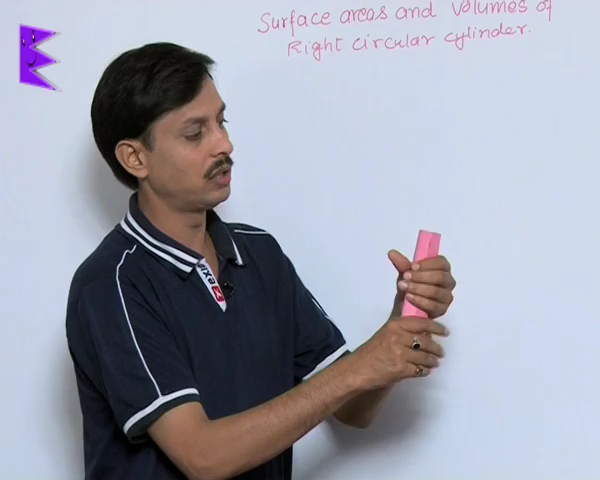 Surface areas and Volumes of
Right circular cylinder.